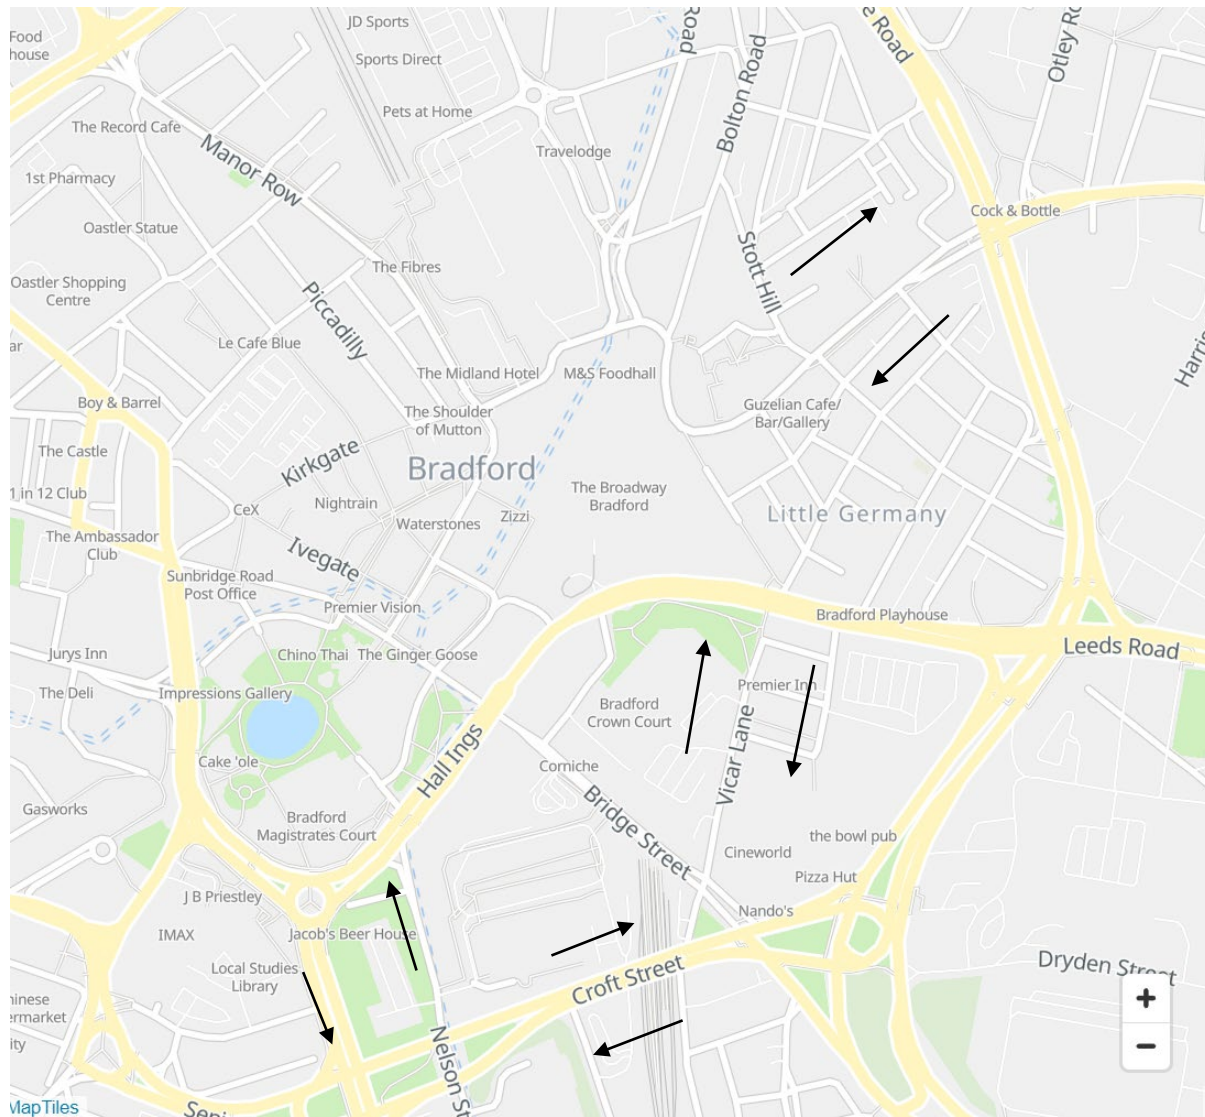 Food
house
JD Sports
Sports Direct
Pets at Home
Road
e Road
Bolton Road
Otley Ro
The Record Cafe
Manor Row
1st Pharmacy
Travelodge
Oastler Statue
Cock & Bottle
Stott Hill
The Fibres
Oastler Shopping
Centre
Piccadilly
Le Cafe Blue
ar
Harris
The Midland Hotel
M&S Foodhall
Boy & Barrel
The Shoulder
of Mutton
Guzelian Cafe/
Bar/Gallery
The Castle
Kirkgate
Bradford
1 in 12 Club
CeX
Nightrain
Waterstones
Zizzi
The Broadway
Bradford
Little Germany
The Ambassador
Club
Ivegate
Sunbridge Road
Post Office
Premier Vision
Bradford Playhouse
Leeds Road
Jurys Inn
Chino Thai
The Ginger Goose
The Deli
Impressions Gallery
Premier Inn
Bradford
Crown Court
Cake 'ole
Hall Ings
Corniche
Vicar Lane
Gasworks
Bradford
Magistrates Court
Bridge Street
the bowl pub
Cineworld
Pizza Hut
J B Priestley
Nando's
IMAX
Jacob's Beer House
Local Studies
Library
Croft Street
Dryden Street
hinese
ermarket
ity
Nelson St
+
−
MapTiles